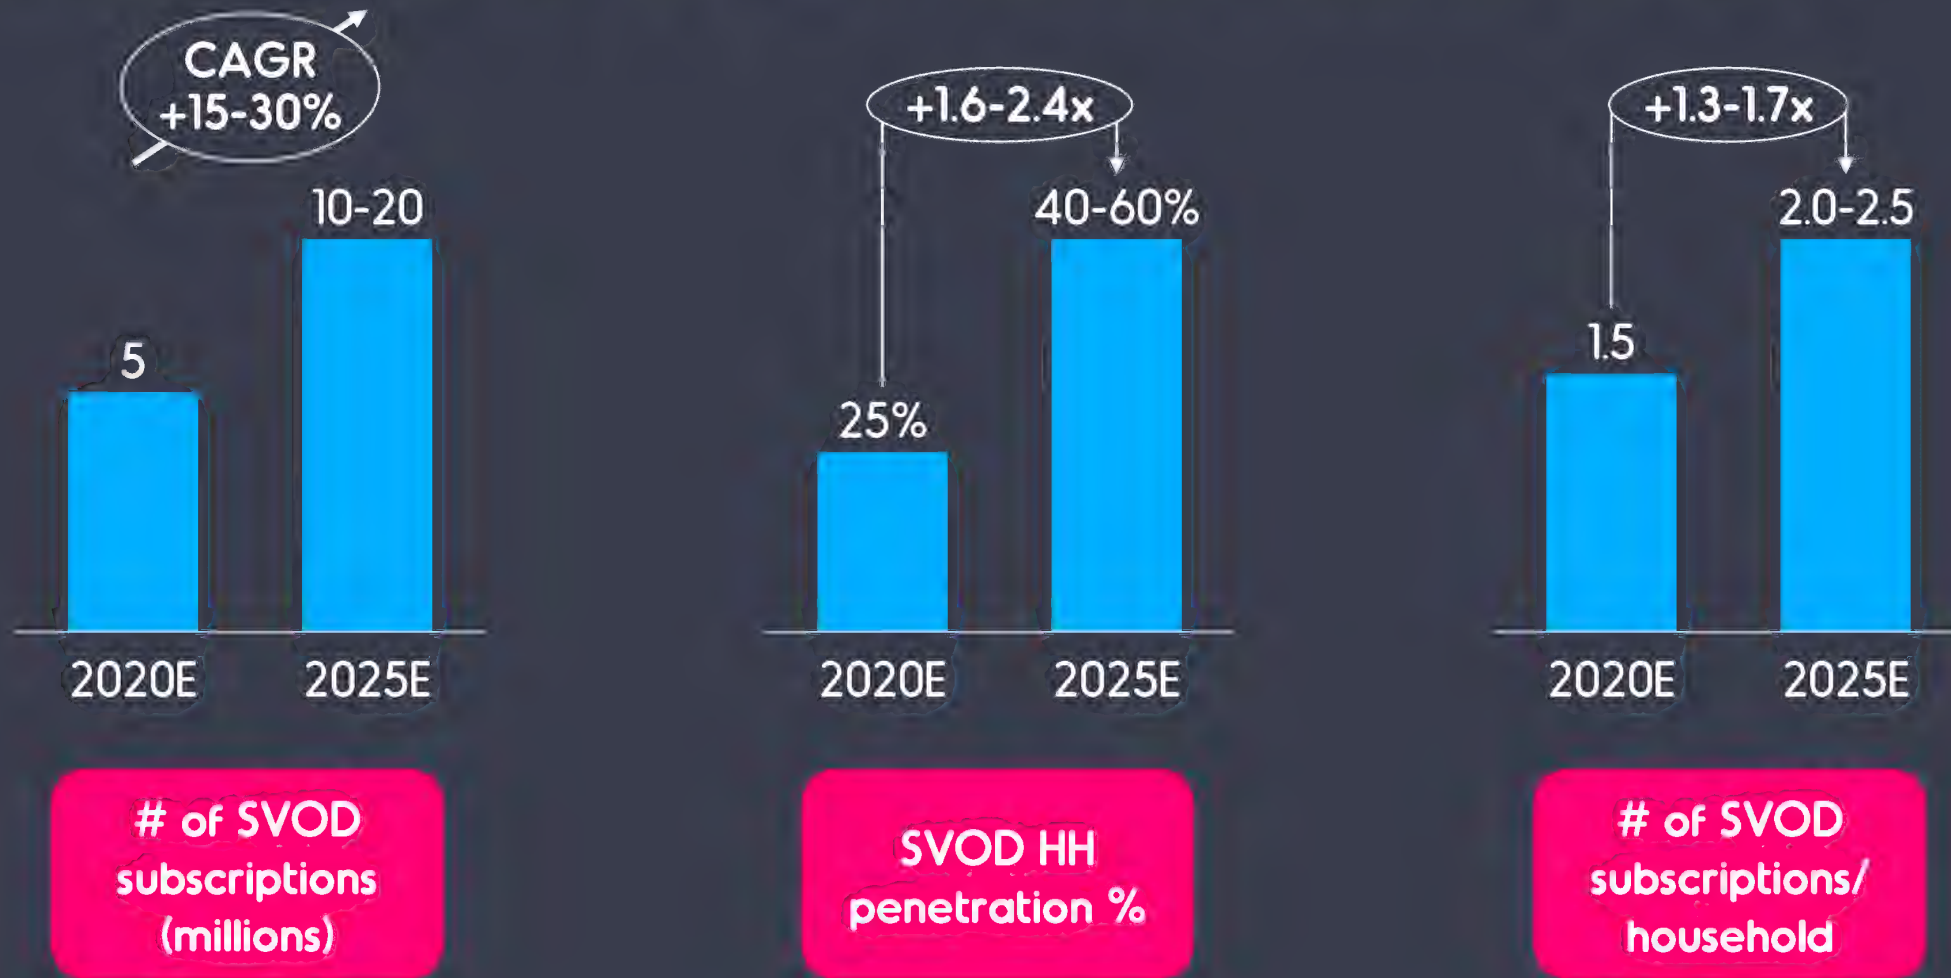 CAGR
+15-30%
10-20
5
2020E
2025E
# of SVOD
subscriptions
(millions)
+1.6-2.4x
40-60%
25%
2020E
2025E
SVOD HH
penetration %
+1.3-1.7x
2.0-2.5
1.5
2020E
2025E
# of SVOD
subscriptions/
household